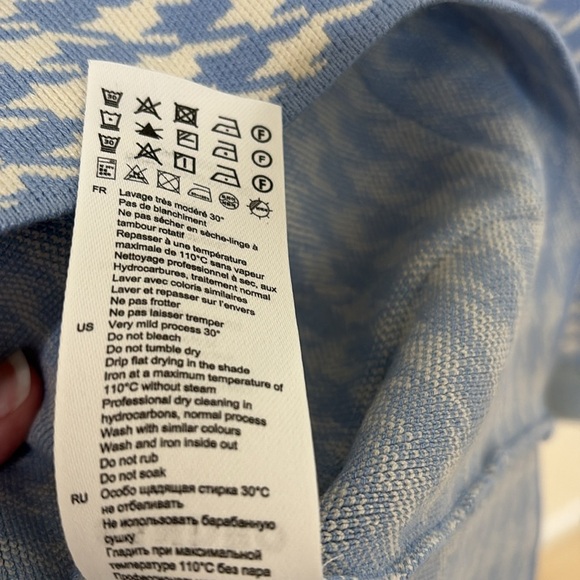 FR
Lavage très modéré 30°
Pas de blanchiment
Ne pas sécher en sèche-linge à
tambour rotatif
Repasser à une température
maximale de 110°C sans vapeur
Nettoyage professionnel à sec, aux
Hydrocarbures, traitement normal
Laver avec coloris similaires
Laver et repasser sur l'envers
Ne pas frotter
Ne pas laisser tremper
US
Very mild process 30°
Do not bleach
Do not tumble dry
Drip flat drying in the shade
Iron at a maximum temperature of
110°C without steam
Professional dry cleaning in
hydrocarbons, normal process
Wash with similar colours
Wash and iron inside out
Do not rub
Do not soak
RU
Особо щадящая стирка 30°C
не отбеливать
Не использовать барабанную
сушку
Гладить при максимальной
температуре 110°C без пара